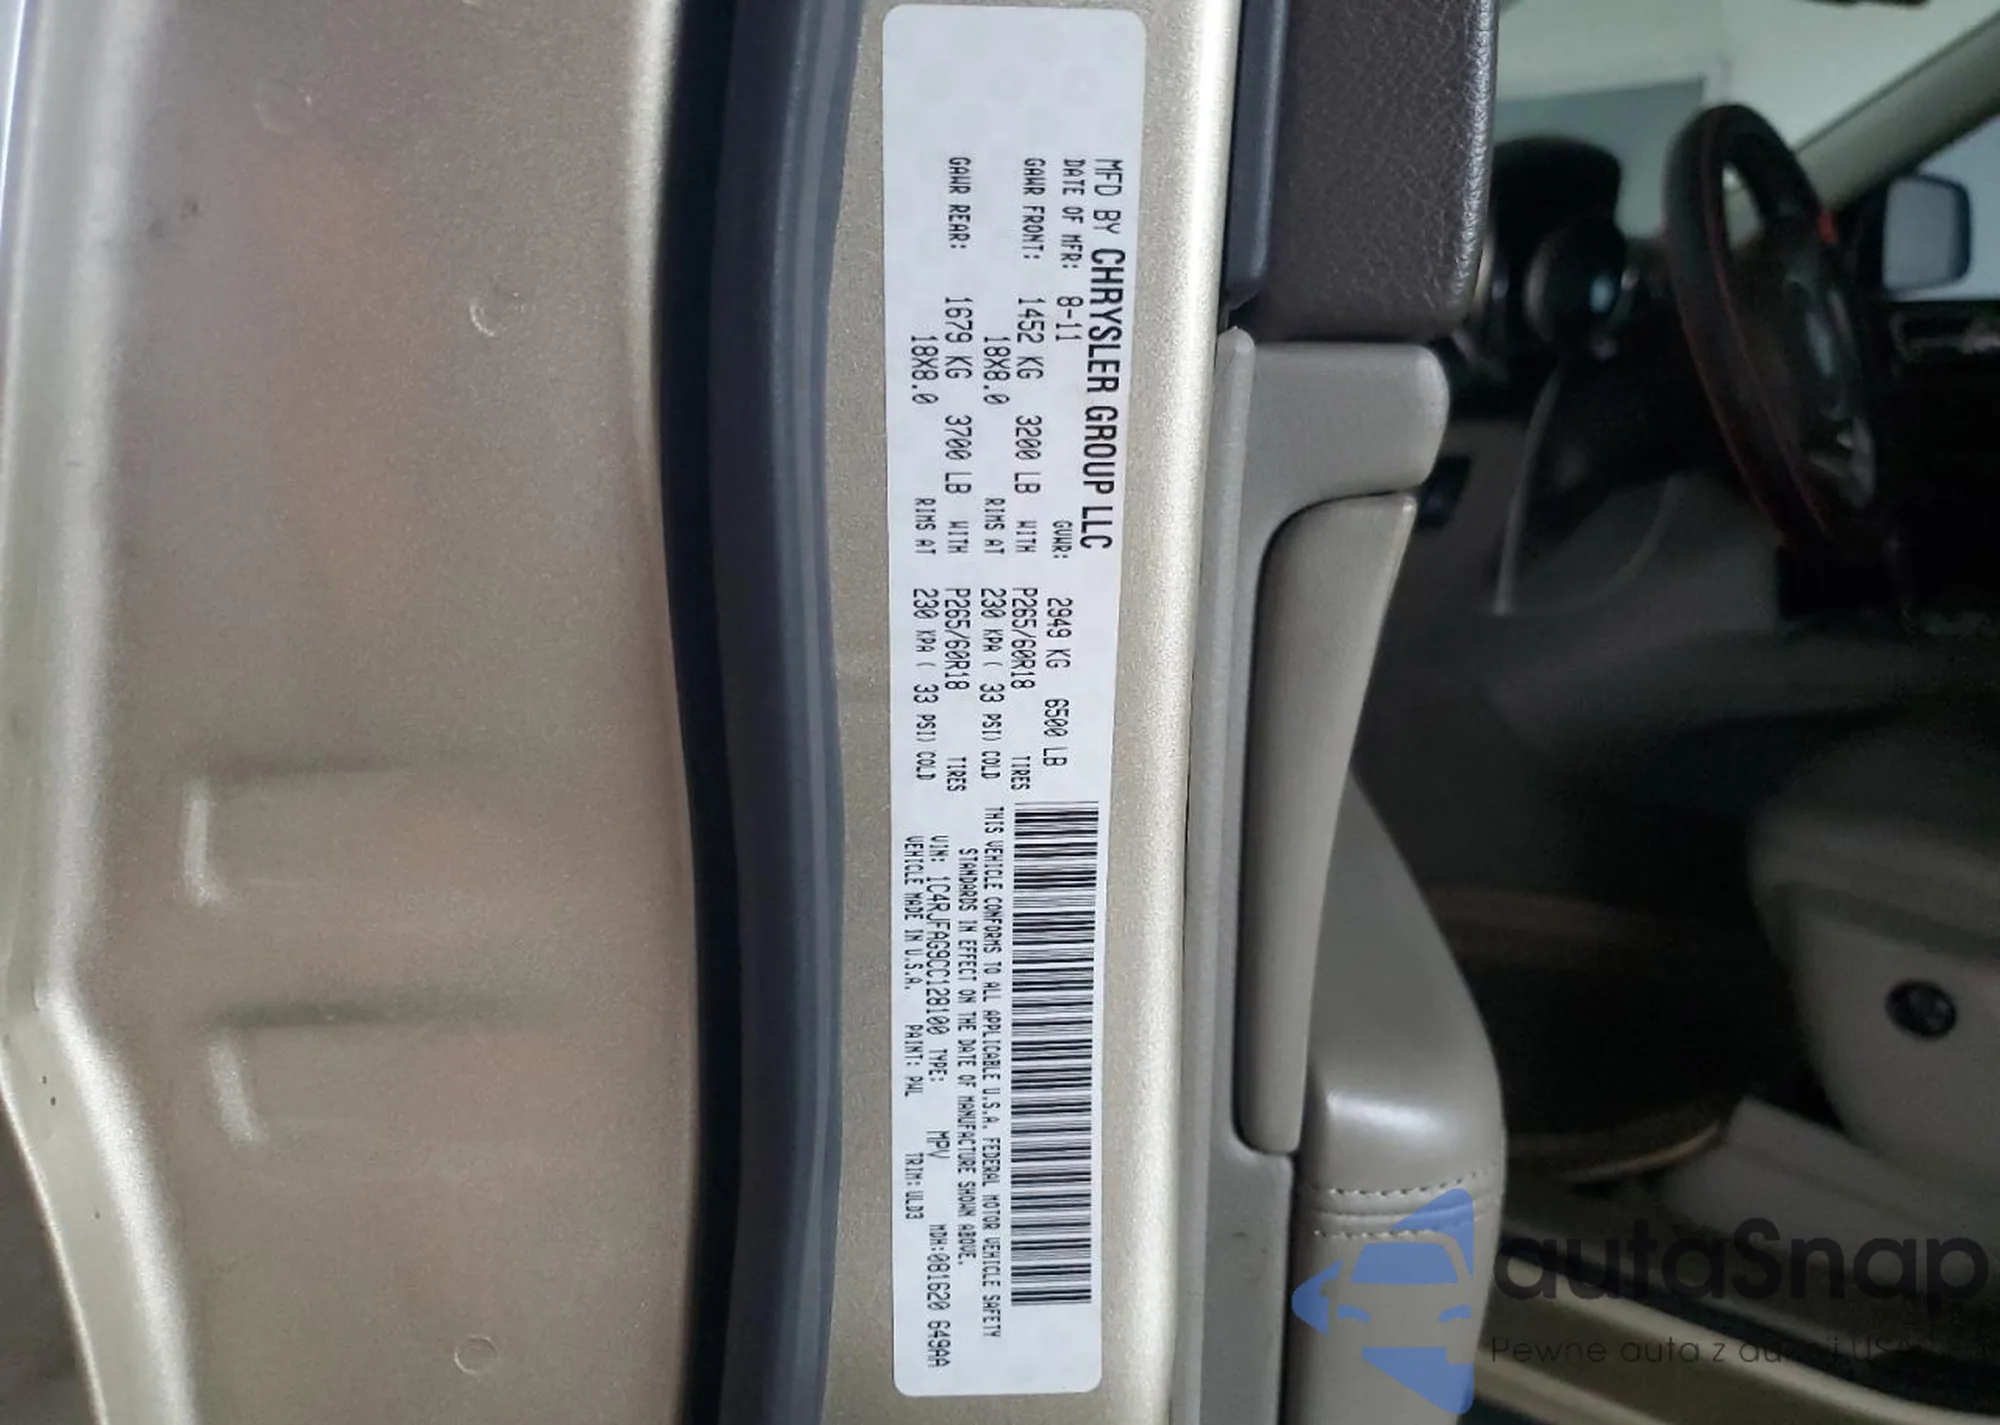 MFD BY CHRYSLER GROUP LLC
DATE OF MFR: 8-11 GVWR: 2949 KG 6500 LB
GAWR FRONT: 1452 KG 3200 LB WITH P265/60R18 TIRES
18X8.0 RIMS AT 230 KPA ( 33 PSI) COLD
GAWR REAR: 1679 KG 3700 LB WITH P265/60R18 TIRES
18X8.0 RIMS AT 230 KPA ( 33 PSI) COLD
THIS VEHICLE CONFORMS TO ALL APPLICABLE U.S.A. FEDERAL MOTOR VEHICLE SAFETY
STANDARDS IN EFFECT ON THE DATE OF MANUFACTURE SHOWN ABOVE.
VIN: 1C4RJFAG9CC128100 TYPE: MPV MDH:081620 649AA
VEHICLE MADE IN U.S.A. PAINT: PWL TRIM: ULD3
autaSnap
Pewne auta z